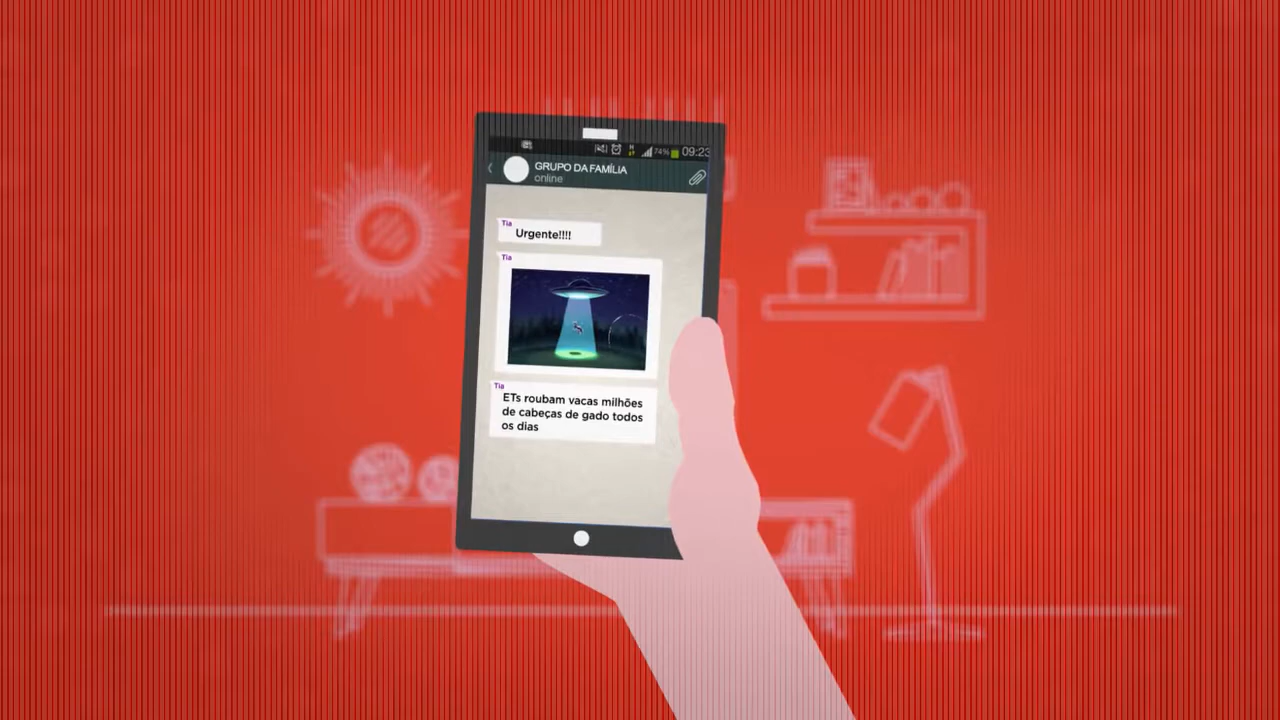 74% 09:23
GRUPO DA FAMÍLIA
online
Tia
Urgente!!!!
Tia
Tia
ETs roubam vacas milhões
de cabeças de gado todos
os dias